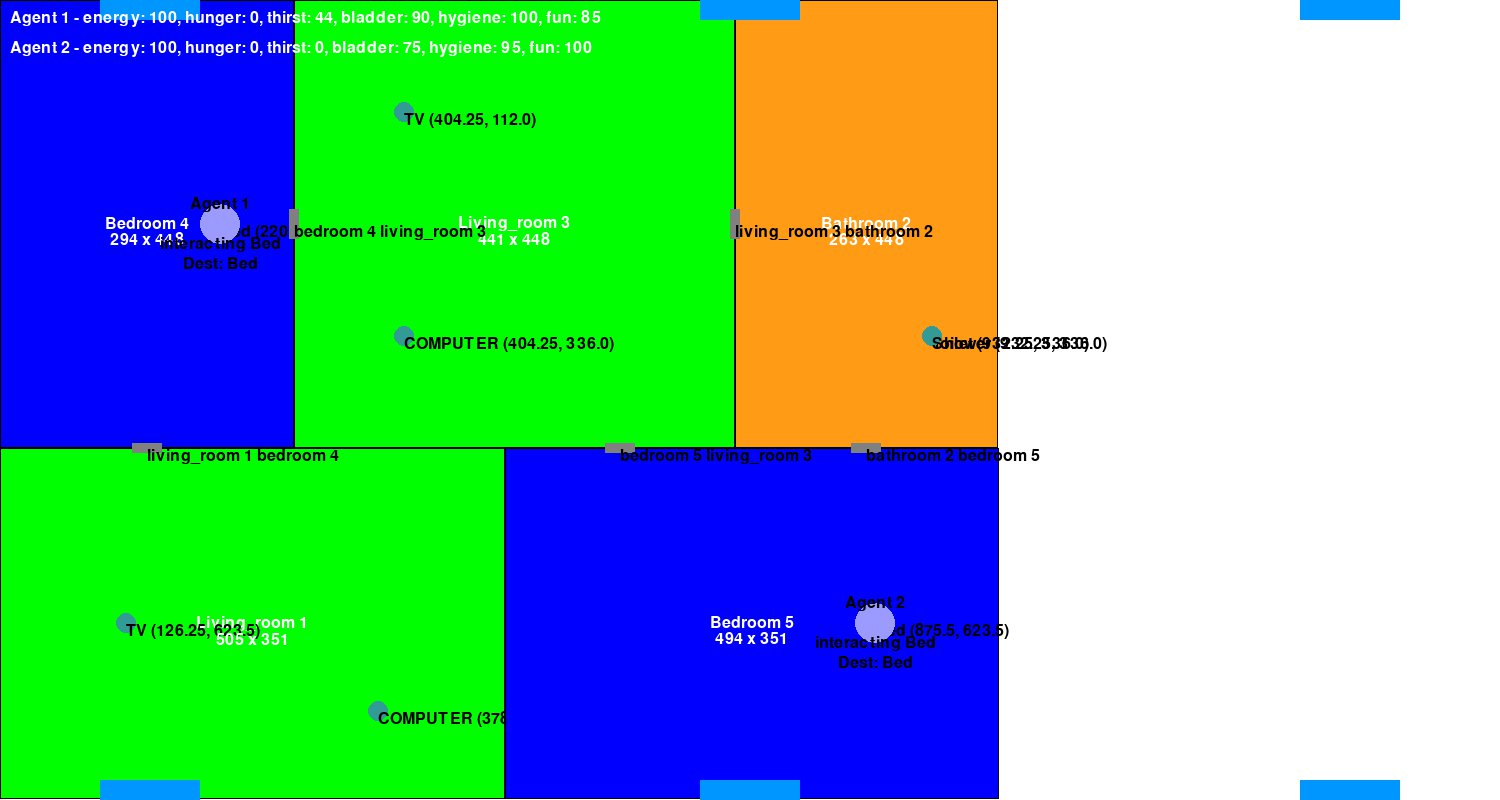 Agent 1 - energy: 100, hunger: 0, thirst: 44, bladder: 90, hygiene: 100, fun: 85
Agent 2 - energy: 100, hunger: 0, thirst: 0, bladder: 75, hygiene: 95, fun: 100
TV (404.25, 112.0)
Agent 1
Bedroom 4
294 x 448
(220
interacting Bed
Dest: Bed
bedroom 4 living_room 3
Living_room 3
441 x 448
living_room 3 bathroom 2
Bathroom 2
263 x 448
COMPUTER (404.25, 336.0)
living_room 1 bedroom 4
bedroom 5 living_room 3
bathroom 2 bedroom 5
Agent 2
Living_room 1
505 x 351
TV (126.25, 623.5)
Bedroom 5
494 x 351
(875.5, 623.5)
interacting Bed
Dest: Bed
COMPUTER (378